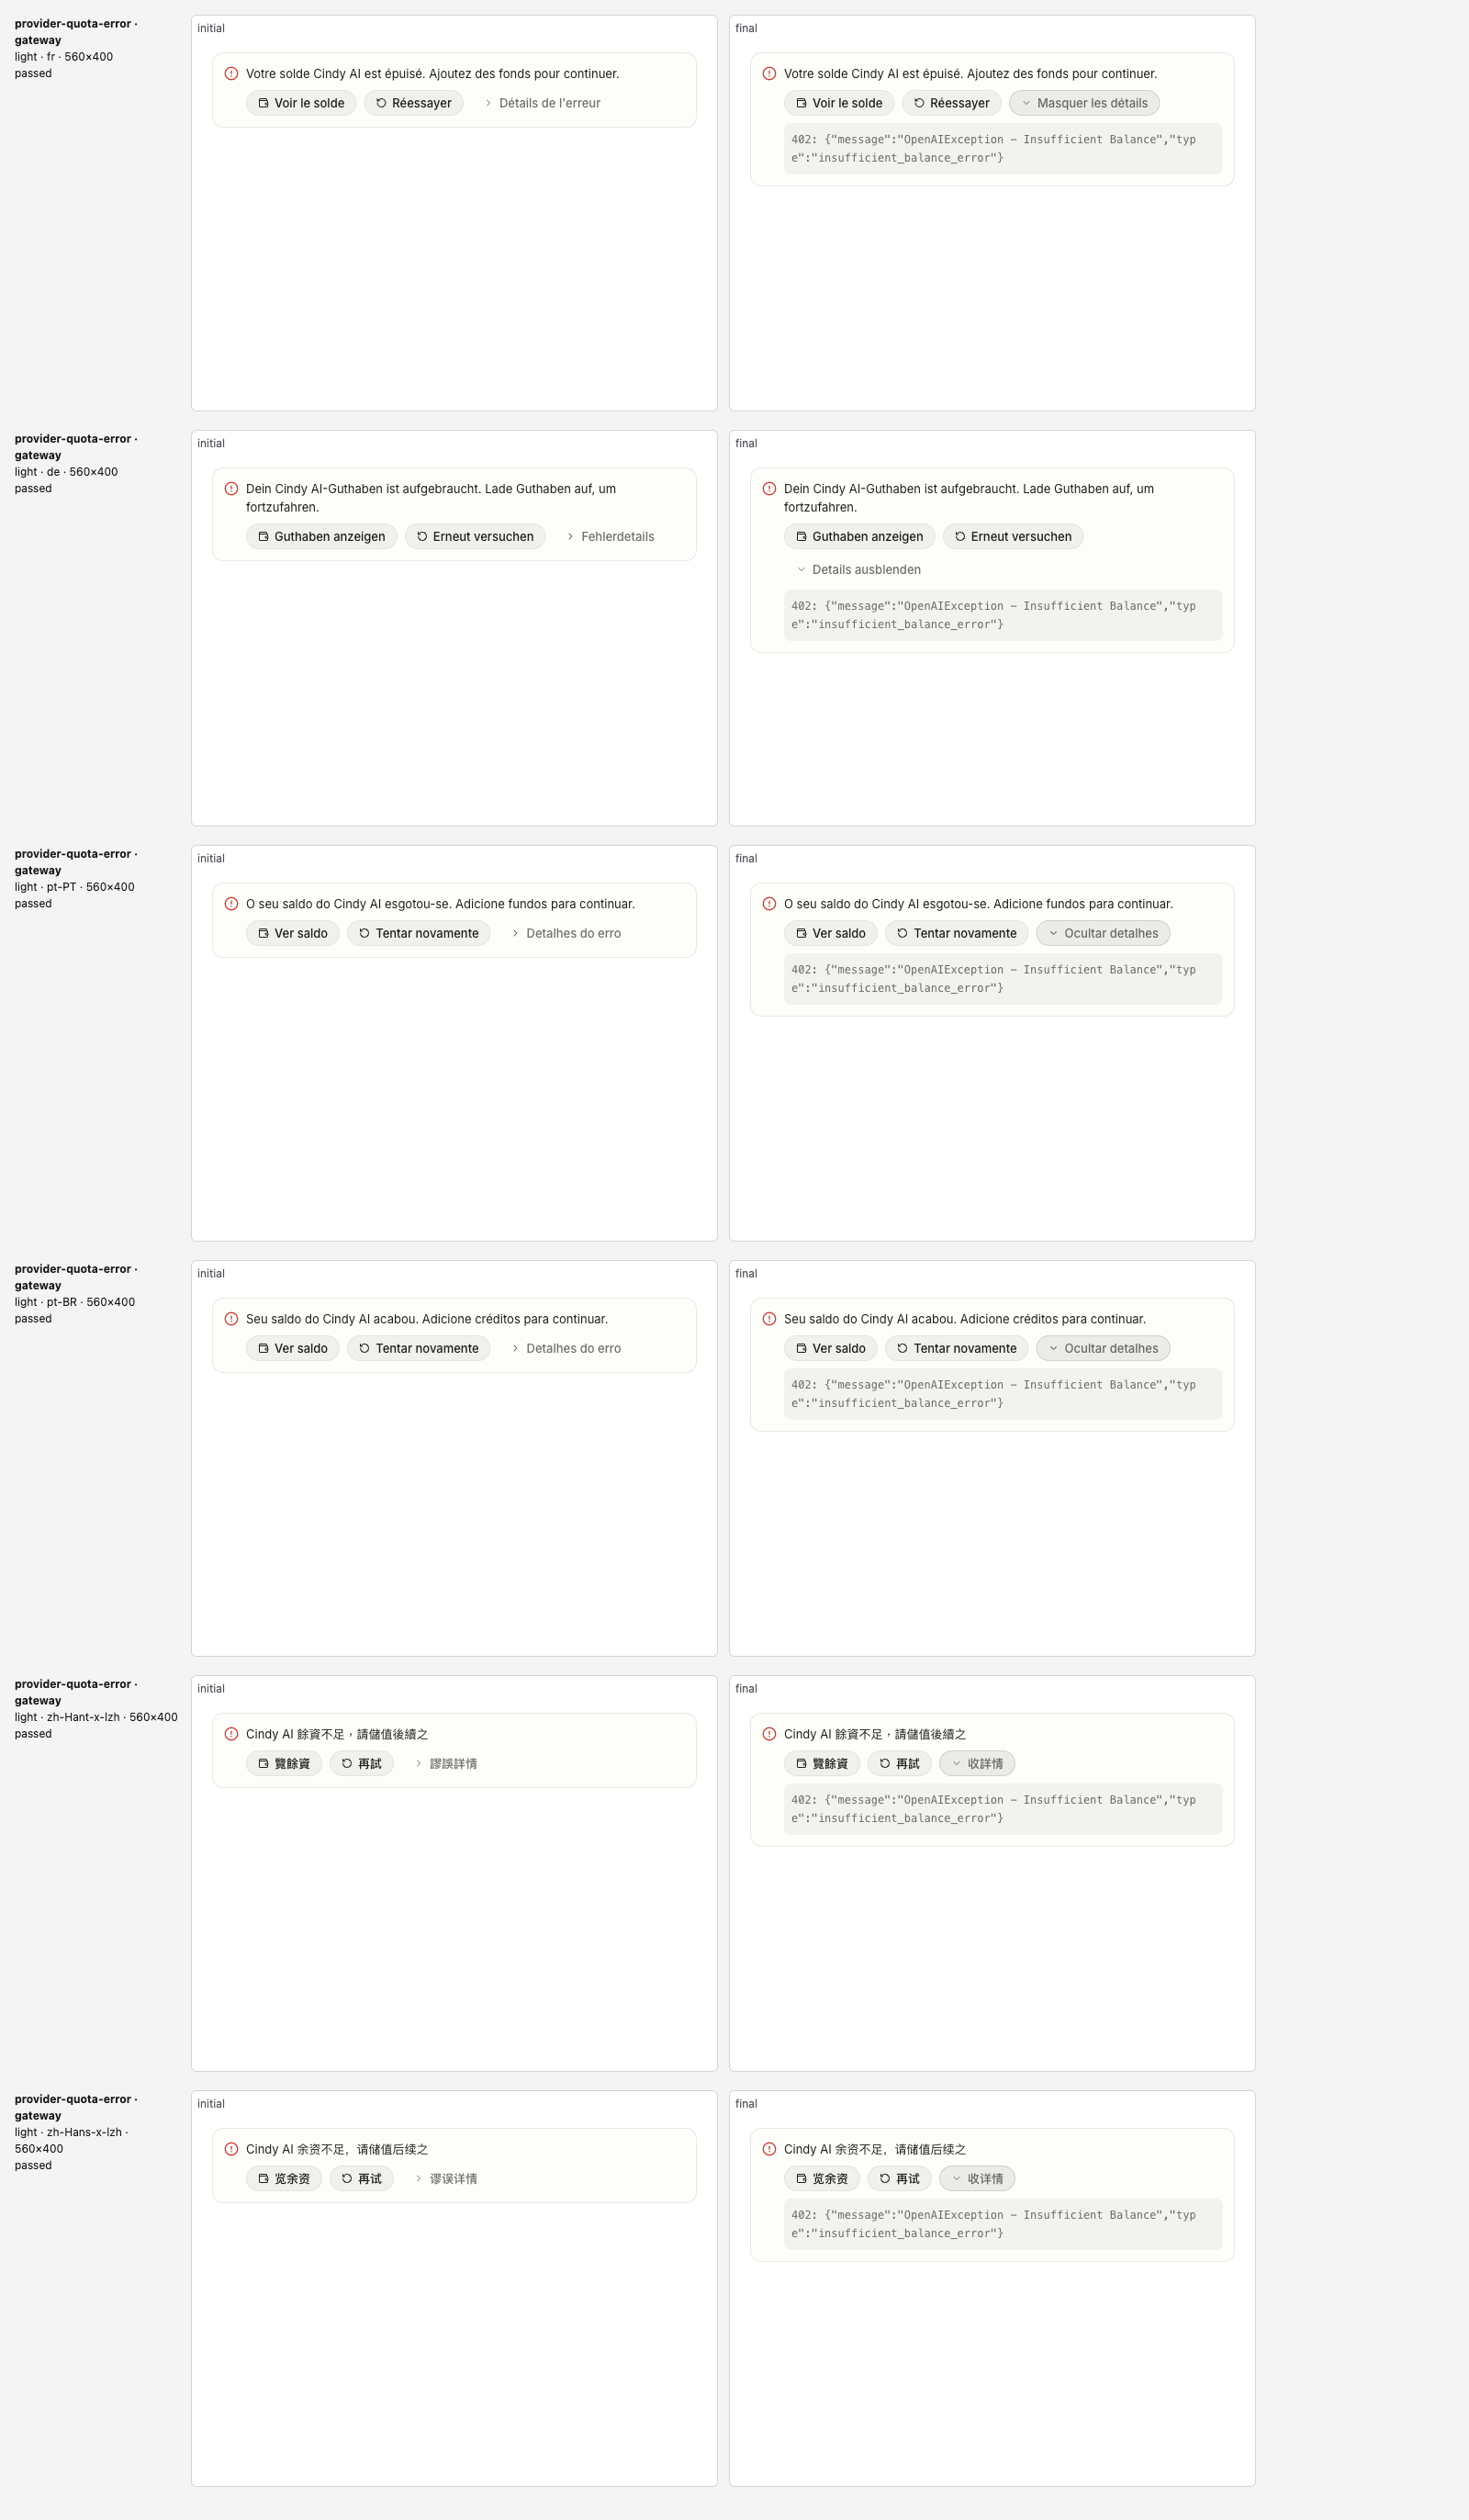 provider-quota-error ·
gateway
light · fr · 560×400
passed
initial
Votre solde Cindy AI est épuisé. Ajoutez des fonds pour continuer.
Voir le solde Réessayer Détails de l'erreur
final
Votre solde Cindy AI est épuisé. Ajoutez des fonds pour continuer.
Voir le solde Réessayer Masquer les détails
402: {"message":"OpenAIException - Insufficient Balance","typ
e":"insufficient_balance_error"}
provider-quota-error ·
gateway
light · de · 560×400
passed
initial
Dein Cindy AI-Guthaben ist aufgebraucht. Lade Guthaben auf, um
fortzufahren.
Guthaben anzeigen Erneut versuchen Fehlerdetails
final
Dein Cindy AI-Guthaben ist aufgebraucht. Lade Guthaben auf, um
fortzufahren.
Guthaben anzeigen Erneut versuchen
Details ausblenden
402: {"message":"OpenAIException - Insufficient Balance","typ
e":"insufficient_balance_error"}
provider-quota-error ·
gateway
light · pt-PT · 560×400
passed
initial
O seu saldo do Cindy AI esgotou-se. Adicione fundos para continuar.
Ver saldo Tentar novamente Detalhes do erro
final
O seu saldo do Cindy AI esgotou-se. Adicione fundos para continuar.
Ver saldo Tentar novamente Ocultar detalhes
402: {"message":"OpenAIException - Insufficient Balance","typ
e":"insufficient_balance_error"}
provider-quota-error ·
gateway
light · pt-BR · 560×400
passed
initial
Seu saldo do Cindy AI acabou. Adicione créditos para continuar.
Ver saldo Tentar novamente Detalhes do erro
final
Seu saldo do Cindy AI acabou. Adicione créditos para continuar.
Ver saldo Tentar novamente Ocultar detalhes
402: {"message":"OpenAIException - Insufficient Balance","typ
e":"insufficient_balance_error"}
provider-quota-error ·
gateway
light · zh-Hant-x-lzh · 560×400
passed
initial
Cindy AI 餘資不足，請儲值後續之
覽餘資 再試 謬誤詳情
final
Cindy AI 餘資不足，請儲值後續之
覽餘資 再試 收詳情
402: {"message":"OpenAIException - Insufficient Balance","typ
e":"insufficient_balance_error"}
provider-quota-error ·
gateway
light · zh-Hans-x-lzh ·
560×400
passed
initial
Cindy AI 余资不足，请储值后续之
览余资 再试 谬误详情
final
Cindy AI 余资不足，请储值后续之
览余资 再试 收详情
402: {"message":"OpenAIException - Insufficient Balance","typ
e":"insufficient_balance_error"}